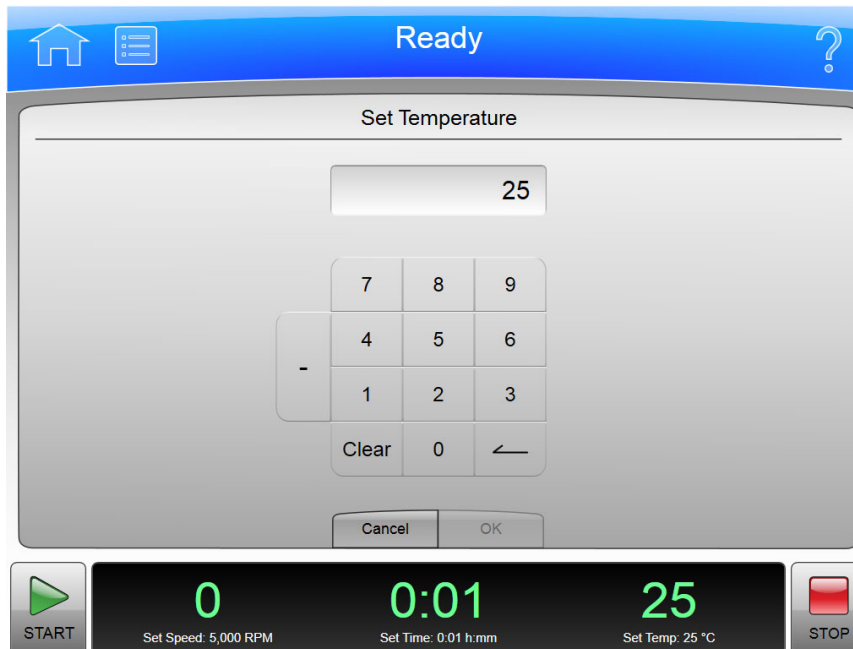 Ready
Set Temperature
25
7 8 9
4 5 6
-
1 2 3
Clear 0
Cancel OK
0 0:01 25
START Set Speed: 5,000 RPM Set Time: 0:01 h:mm Set Temp: 25 °C STOP